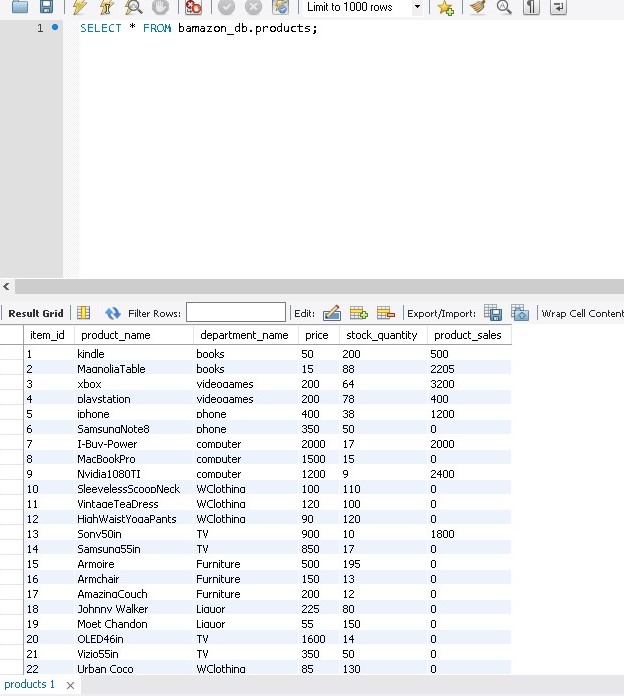 Limit to 1000 rows
1 SELECT * FROM bamazon_db.products;
Result Grid Filter Rows: Edit: Export/Import: Wrap Cell Content
item_id product_name department_name price stock_quantity product_sales
1 kindle books 50 200 500
2 MagnoliaTable books 15 88 2205
3 xbox videogames 200 64 3200
4 playstation videogames 200 78 400
5 iphone phone 400 38 1200
6 SamsungNote8 phone 350 50 0
7 I-Buy-Power computer 2000 17 2000
8 MacBookPro computer 1500 15 0
9 Nvidia1080TI computer 1200 9 2400
10 SleevelessScoopNeck WClothing 100 110 0
11 VintageTeaDress WClothing 120 100 0
12 HighWaistYogaPants WClothing 90 120 0
13 Sony50in TV 900 10 1800
14 Samsung55in TV 850 17 0
15 Armoire Furniture 500 195 0
16 Armchair Furniture 150 13 0
17 AmazingCouch Furniture 200 12 0
18 Johnny Walker Liquor 225 80 0
19 Moet Chandon Liquor 55 150 0
20 OLED46in TV 1600 14 0
21 Vizio55in TV 350 50 0
22 Urban Coco WClothing 85 130 0
products 1